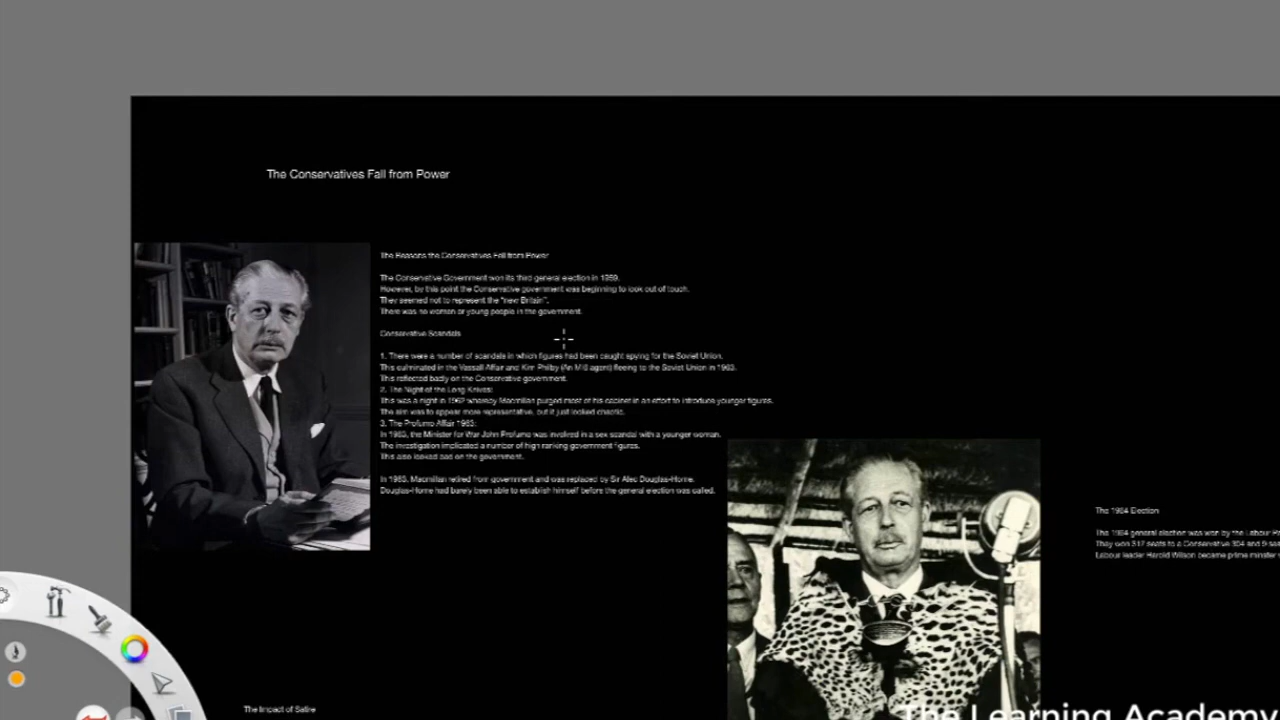 The Conservatives Fall from Power
The Reasons the Conservatives Fell from Power
The Conservative Government won its third general election in 1959.
However, by this point the Conservative government was beginning to look out of touch.
They seemed not to represent the "new Britain".
There was no women or young people in the government.
Conservative Scandals
1. There were a number of scandals in which figures had been caught spying for the Soviet Union.
This culminated in the Vassall Affair and Kim Philby (An MI6 agent) fleeing to the Soviet Union in 1963.
This reflected badly on the Conservative government.
2. The Night of the Long Knives:
This was a night in 1962 whereby Macmillan purged most of his cabinet in an effort to introduce younger figures.
The aim was to appear more representative, but it just looked chaotic.
3. The Profumo Affair 1963:
In 1963, the Minister for War John Profumo was involved in a sex scandal with a younger woman.
The investigation implicated a number of high ranking government figures.
This also looked bad on the government.
In 1963, Macmillan retired from government and was replaced by Sir Alec Douglas-Home.
Douglas-Home had barely been able to establish himself before the general election was called.
The 1964 Election
The 1964 general election was won by the Labour
They won 317 seats to a Conservative 304 and 9
Labour leader Harold Wilson became prime minister
The Impact of Satire
The Learning Academy